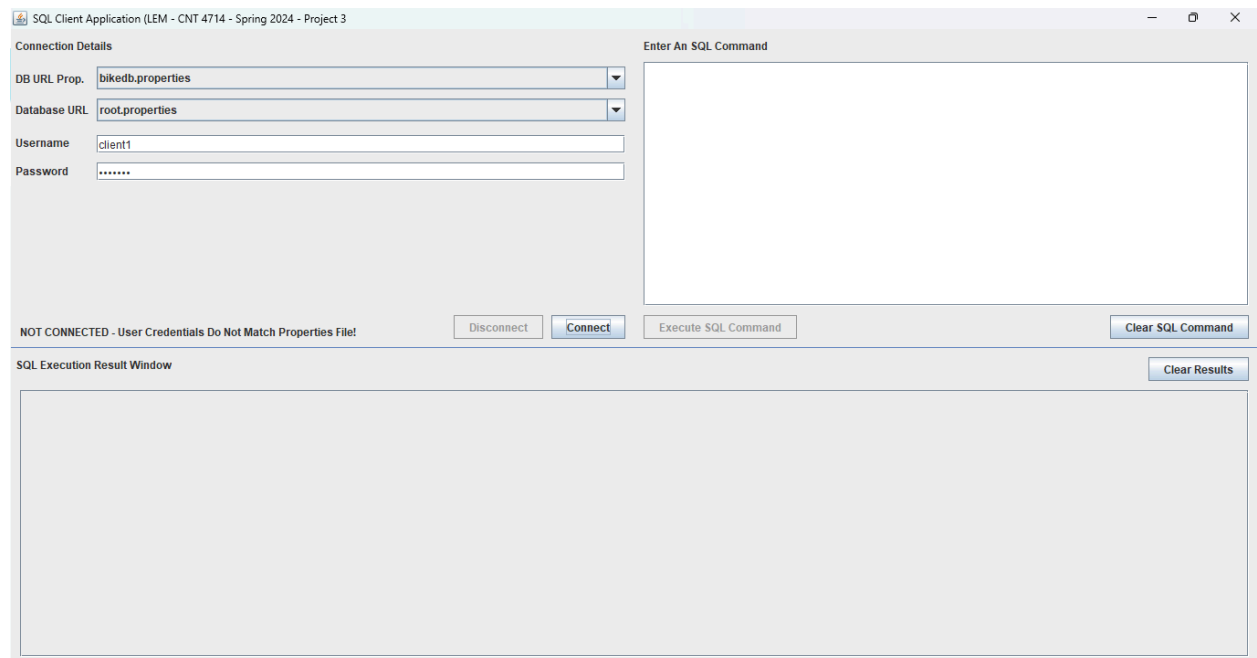 SQL Client Application (LEM - CNT 4714 - Spring 2024 - Project 3
Connection Details
DB URL Prop. bikedb.properties
Database URL root.properties
Username client1
Password •••••••
NOT CONNECTED - User Credentials Do Not Match Properties File!
Disconnect
Connect
Enter An SQL Command
Execute SQL Command
Clear SQL Command
SQL Execution Result Window
Clear Results